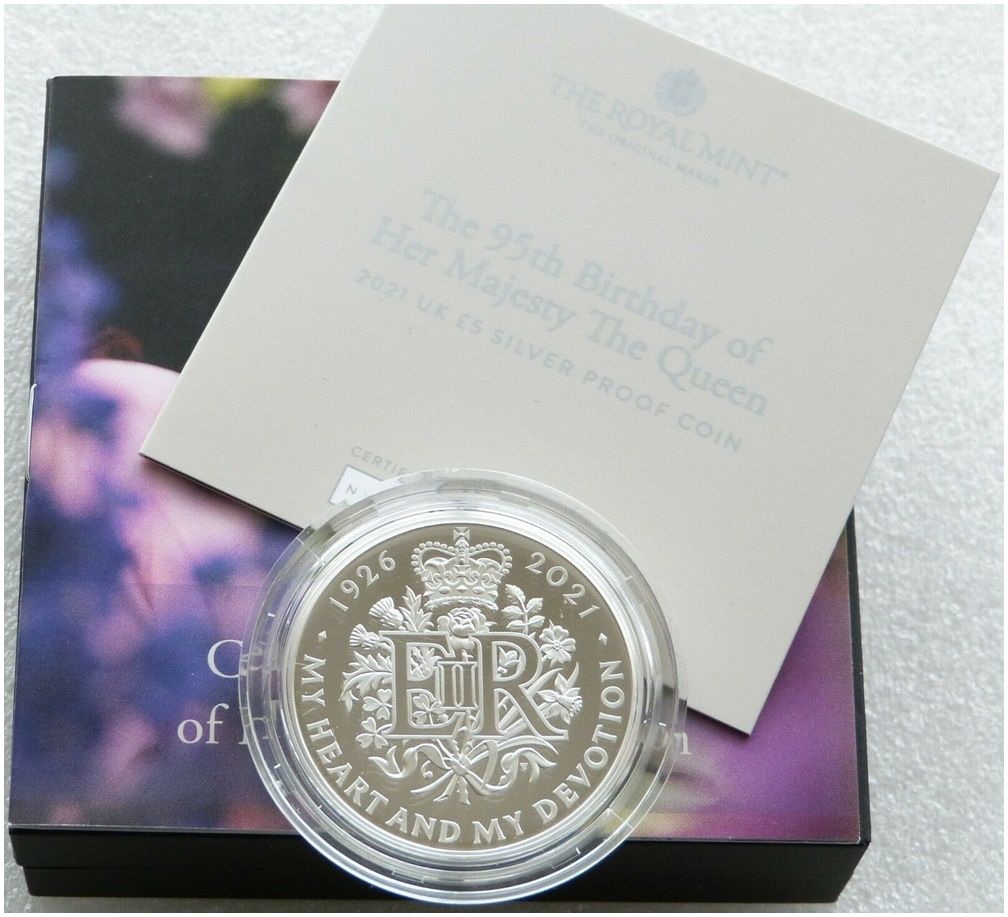 THE ROYAL MINT®
THE ORIGINAL MAKER
The 95th Birthday of
Her Majesty The Queen
2021 UK £5 SILVER PROOF COIN
1926 2021
EIIR
MY HEART AND MY DEVOTION
of